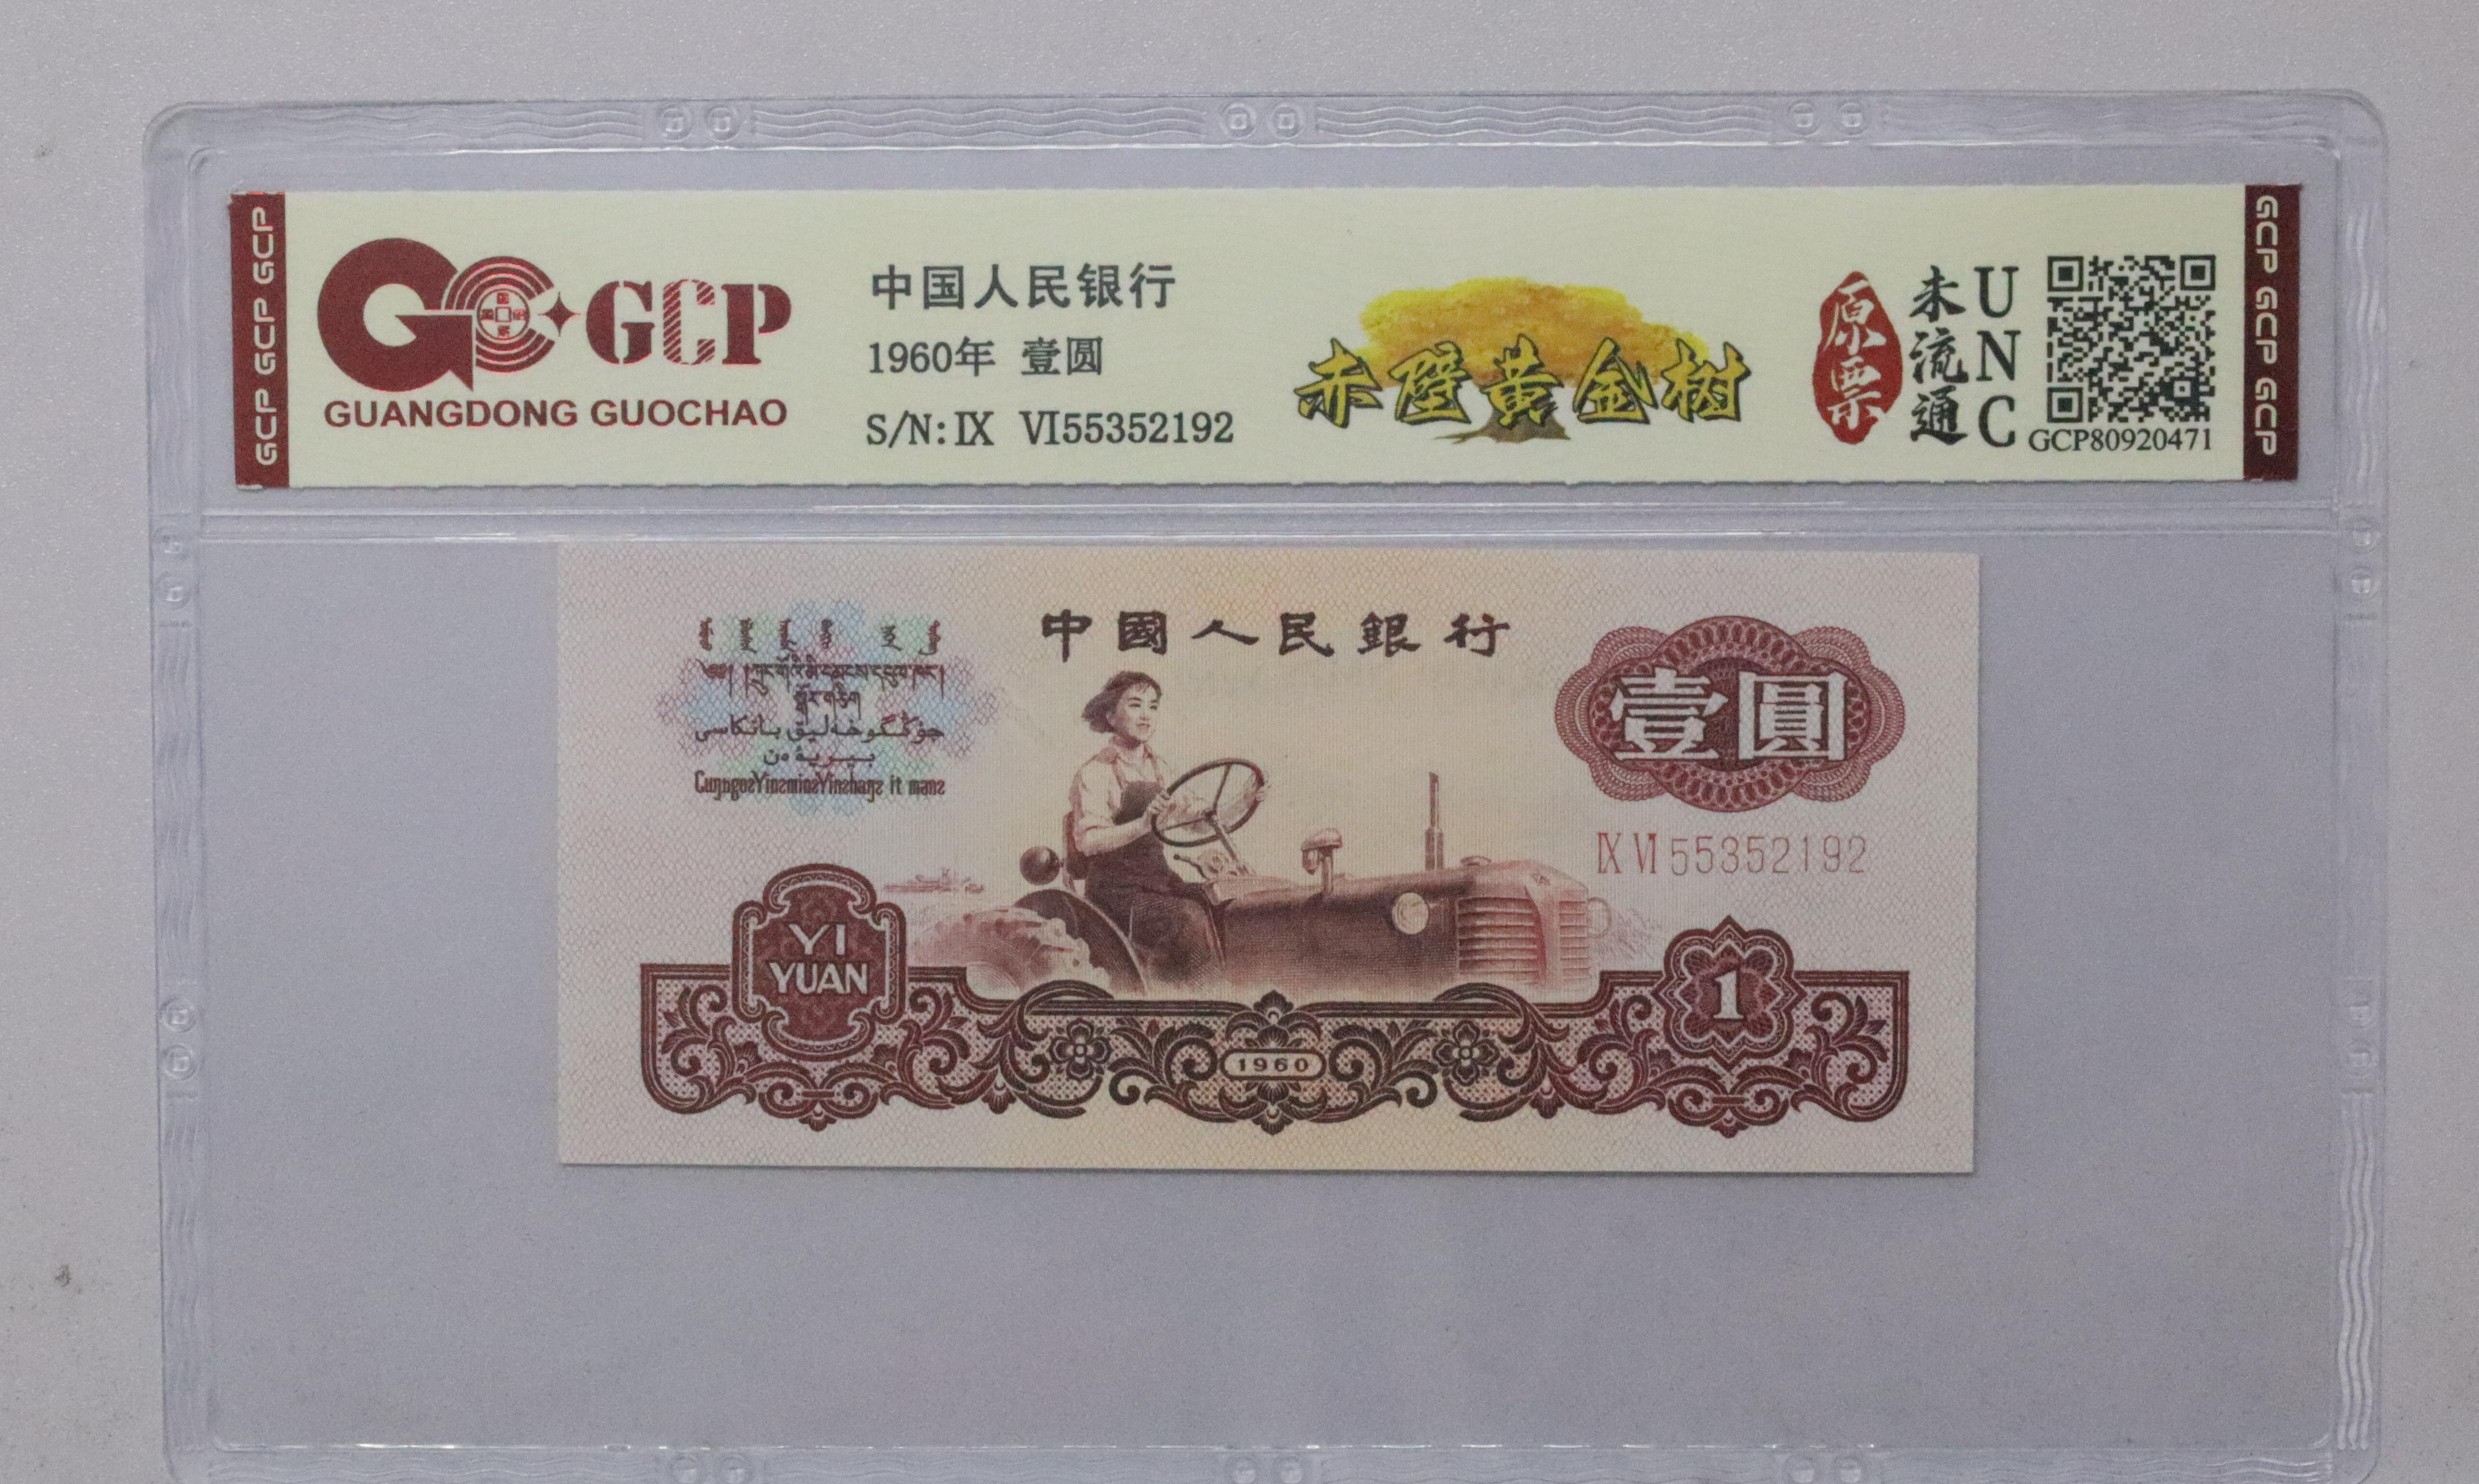 GCP GCP GCP
GCP
GUANGDONG GUOCHAO
中国人民银行
1960年 壹圆
S/N: IX VI55352192
赤壁黄金树
原票
未流通
UNC
GCP80920471
GCP GCP GCP
中國人民銀行
壹圓
جۇڭگوخەلىق بانكاسى
IX VI 55352192
YI
YUAN
1960
1